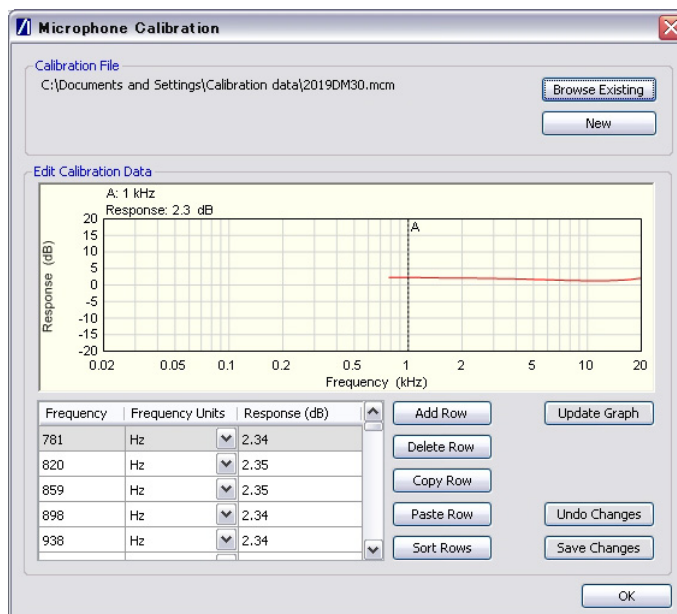 Microphone Calibration
Calibration File
C:\Documents and Settings\Calibration data\2019DM30.mcm
Browse Existing
New
Edit Calibration Data
A: 1 kHz
Response: 2.3 dB
A
Response (dB)
20
15
10
5
0
-5
-10
-15
-20
0.02 0.05 0.1 0.2 0.5 1 2 5 10 20
Frequency (kHz)
Frequency Frequency Units Response (dB)
781 Hz 2.34
820 Hz 2.35
859 Hz 2.35
898 Hz 2.34
938 Hz 2.34
Add Row
Delete Row
Copy Row
Paste Row
Sort Rows
Update Graph
Undo Changes
Save Changes
OK